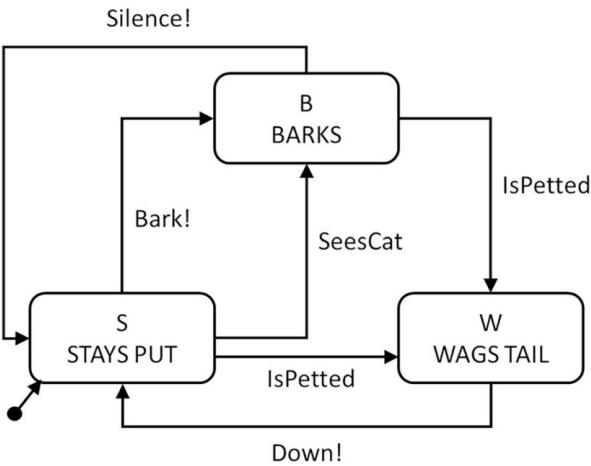 Silence!
B
BARKS
IsPetted
Bark!
SeesCat
S
STAYS PUT
W
WAGS TAIL
IsPetted
Down!